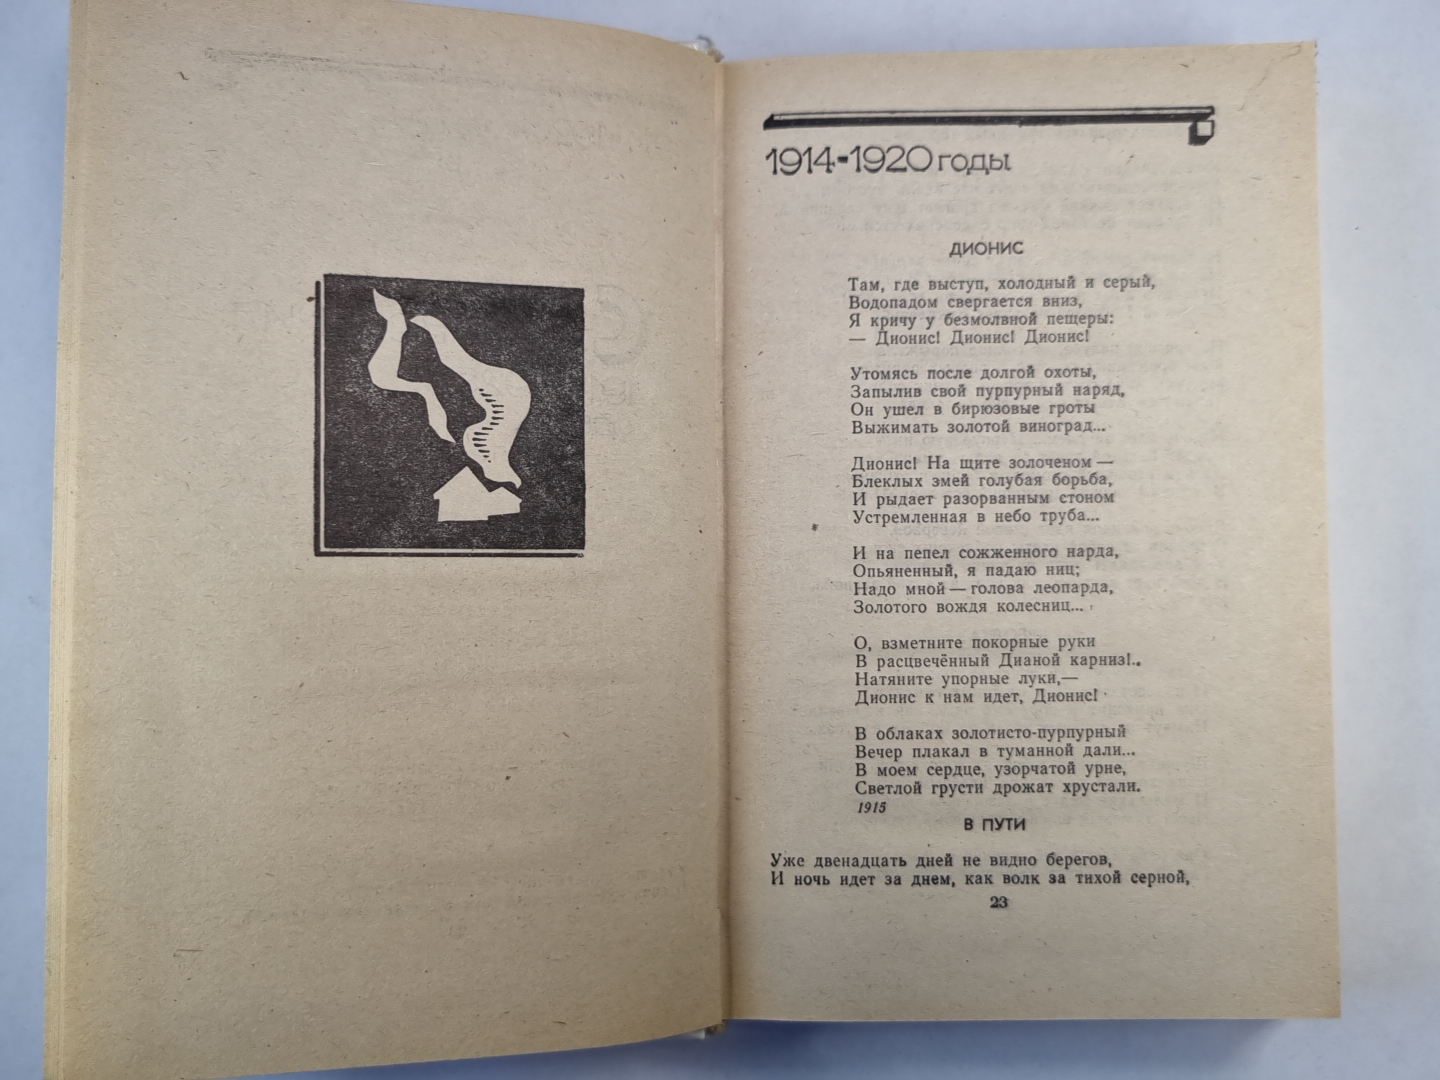 1914-1920 годы
ДИОНИС
Там, где выступ, холодный и серый,
Водопадом свергается вниз,
Я кричу у безмолвной пещеры:
— Дионис! Дионис! Дионис!
Утомясь после долгой охоты,
Запылив свой пурпурный наряд,
Он ушел в бирюзовые гроты
Выжимать золотой виноград...
Дионис! На щите золоченом —
Блеклых змей голубая борьба,
И рыдает разорванным стоном
Устремленная в небо труба...
И на пепел сожженного нарда,
Опьяненный, я падаю ниц;
Надо мной — голова леопарда,
Золотого вождя колесниц...
О, взметните покорные руки
В расцвечённый Дианой карниз!..
Натяните упорные луки,—
Дионис к нам идет, Дионис!
В облаках золотисто-пурпурный
Вечер плакал в туманной дали...
В моем сердце, узорчатой урне,
Светлой грусти дрожат хрустали.
1915
В ПУТИ
Уже двенадцать дней не видно берегов,
И ночь идет за днем, как волк за тихой серной,
23